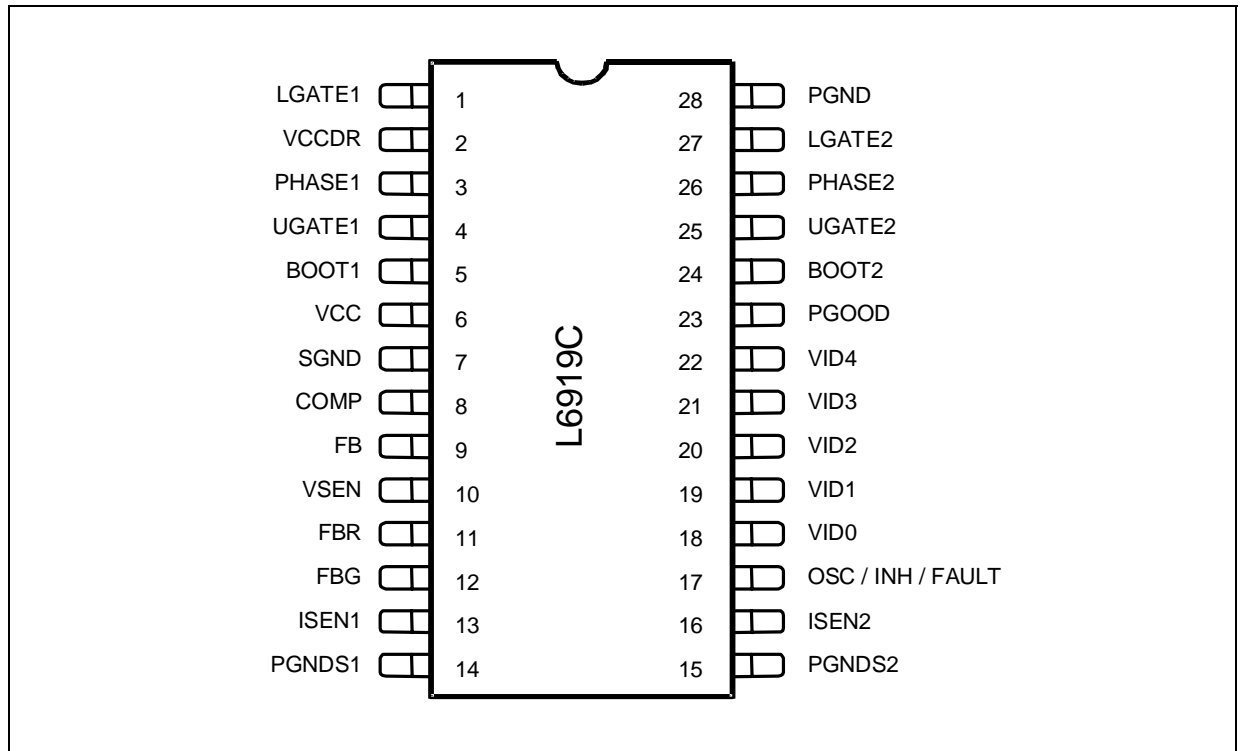 LGATE1 1 28 PGND
VCCDR 2 27 LGATE2
PHASE1 3 26 PHASE2
UGATE1 4 25 UGATE2
BOOT1 5 24 BOOT2
VCC 6 23 PGOOD
SGND 7 22 VID4
COMP 8 21 VID3
FB 9 20 VID2
VSEN 10 19 VID1
FBR 11 18 VID0
FBG 12 17 OSC / INH / FAULT
ISEN1 13 16 ISEN2
PGNDS1 14 15 PGNDS2
L6919C